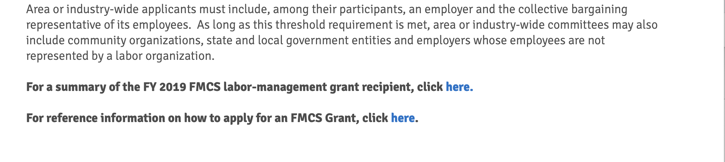 Area or industry-wide applicants must include, among their participants, an employer and the collective bargaining
representative of its employees.  As long as this threshold requirement is met, area or industry-wide committees may also
include community organizations, state and local government entities and employers whose employees are not
represented by a labor organization.
For a summary of the FY 2019 FMCS labor-management grant recipient, click here.
For reference information on how to apply for an FMCS Grant, click here.